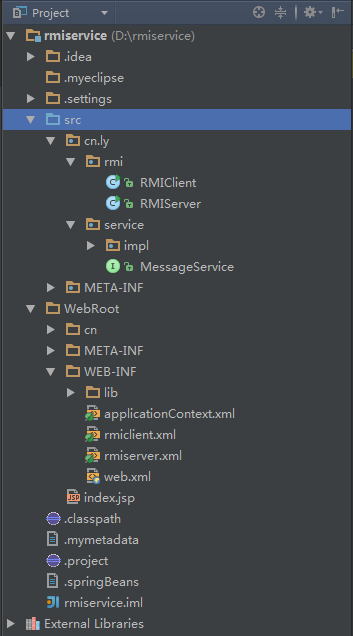 Project
rmiservice (D:\rmiservice)
.idea
.myeclipse
.settings
src
cn.ly
rmi
RMIClient
RMIServer
service
impl
MessageService
META-INF
WebRoot
cn
META-INF
WEB-INF
lib
applicationContext.xml
rmiclient.xml
rmiserver.xml
web.xml
index.jsp
.classpath
.mymetadata
.project
.springBeans
rmiservice.iml
External Libraries